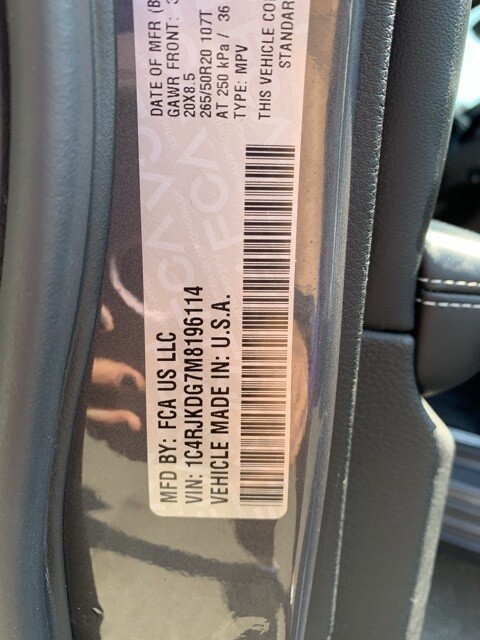 MFD BY: FCA US LLC
DATE OF MFR (B
VIN: 1C4RJKDG7M8196114
GAWR FRONT:
20X8.5
VEHICLE MADE IN: U.S.A.
265/50R20 107T
AT 250 kPa / 36
TYPE: MPV
THIS VEHICLE CO
STANDAR